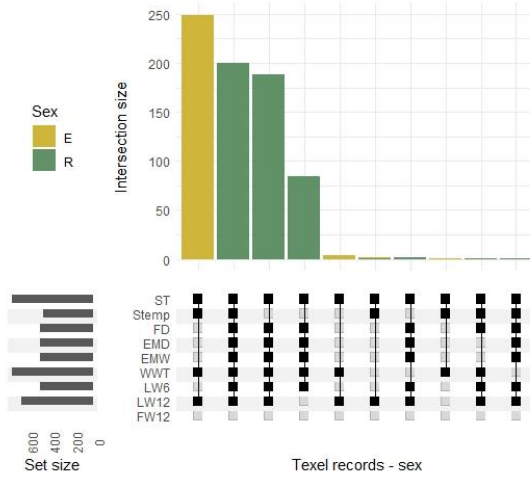 250
200
150
100
50
0
Intersection size
Sex
E
R
ST
Stemp
FD
EMD
EMW
WWT
LW6
LW12
FW12
600
400
200
0
Set size
Texel records - sex